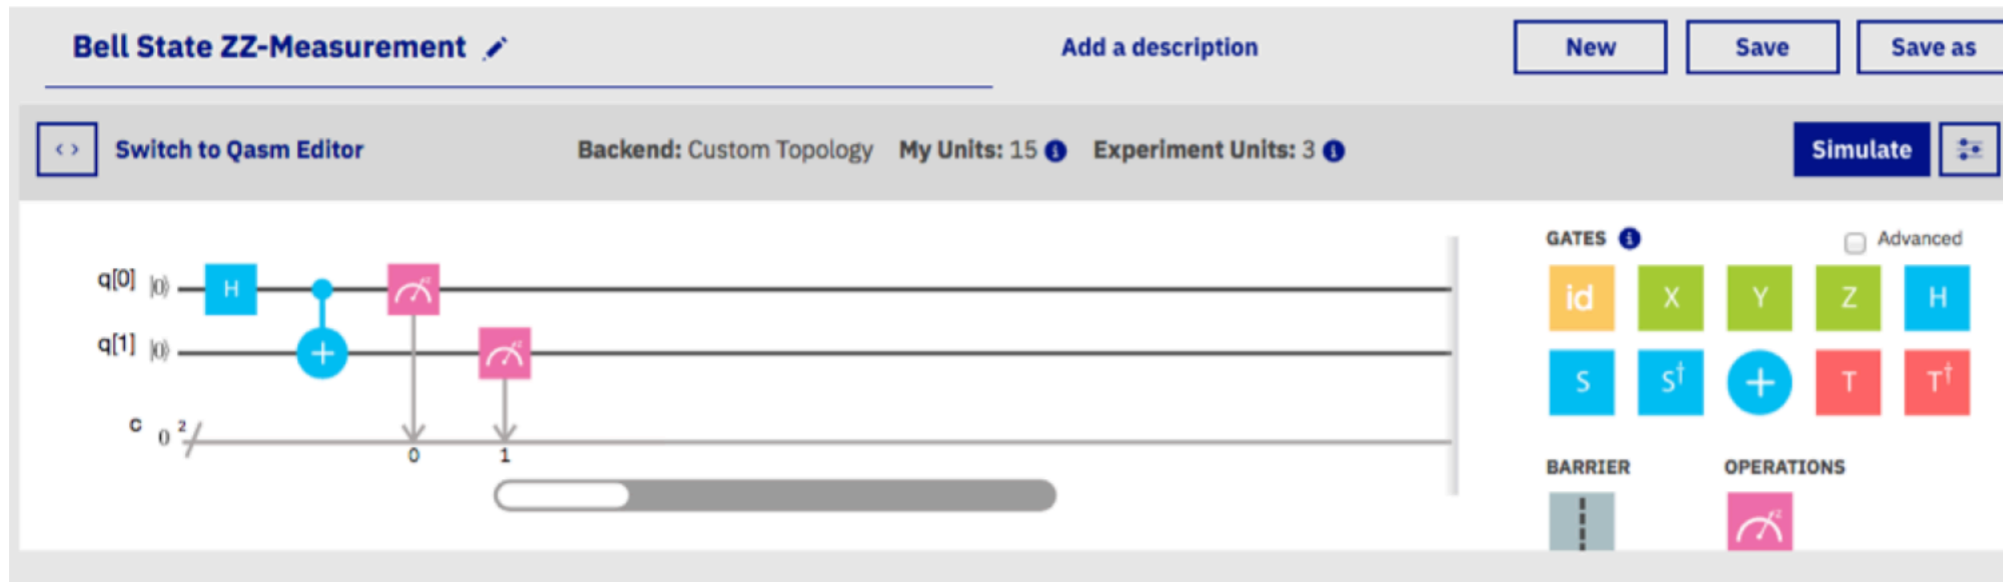 Bell State ZZ-Measurement
Add a description
New
Save
Save as
<> Switch to Qasm Editor
Backend: Custom Topology My Units: 15 i Experiment Units: 3 i
Simulate
GATES i
Advanced
q[0] |0⟩ H z
q[1] |0⟩ + z
c 0 2
0 1
id X Y Z H
S S† + T T†
BARRIER OPERATIONS
z